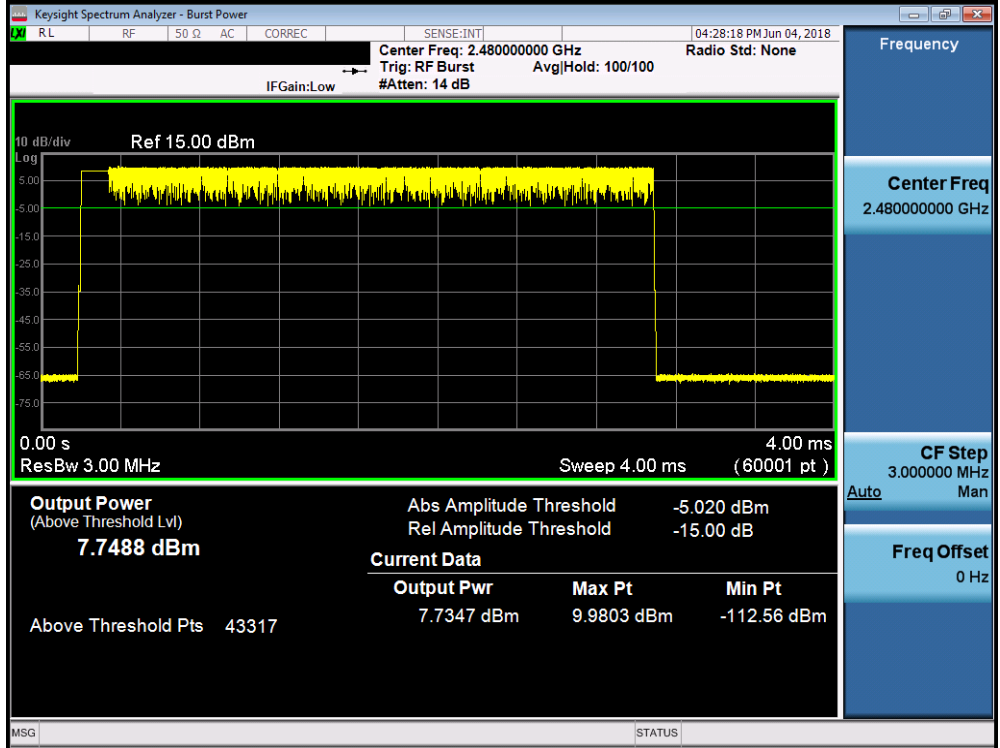 Keysight Spectrum Analyzer - Burst Power
LXI RL RF 50 Ω AC CORREC SENSE:INT 04:28:18 PM Jun 04, 2018
Center Freq: 2.480000000 GHz Radio Std: None
Trig: RF Burst Avg|Hold: 100/100
IFGain:Low #Atten: 14 dB
10 dB/div Ref 15.00 dBm
Log
5.00
-5.00
-15.0
-25.0
-35.0
-45.0
-55.0
-65.0
-75.0
0.00 s 4.00 ms
ResBw 3.00 MHz Sweep 4.00 ms (60001 pt)
Output Power
(Above Threshold Lvl)
7.7488 dBm
Above Threshold Pts 43317
Abs Amplitude Threshold -5.020 dBm
Rel Amplitude Threshold -15.00 dB
Current Data
Output Pwr Max Pt Min Pt
7.7347 dBm 9.9803 dBm -112.56 dBm
Frequency
Center Freq
2.480000000 GHz
CF Step
3.000000 MHz
Auto Man
Freq Offset
0 Hz
MSG STATUS